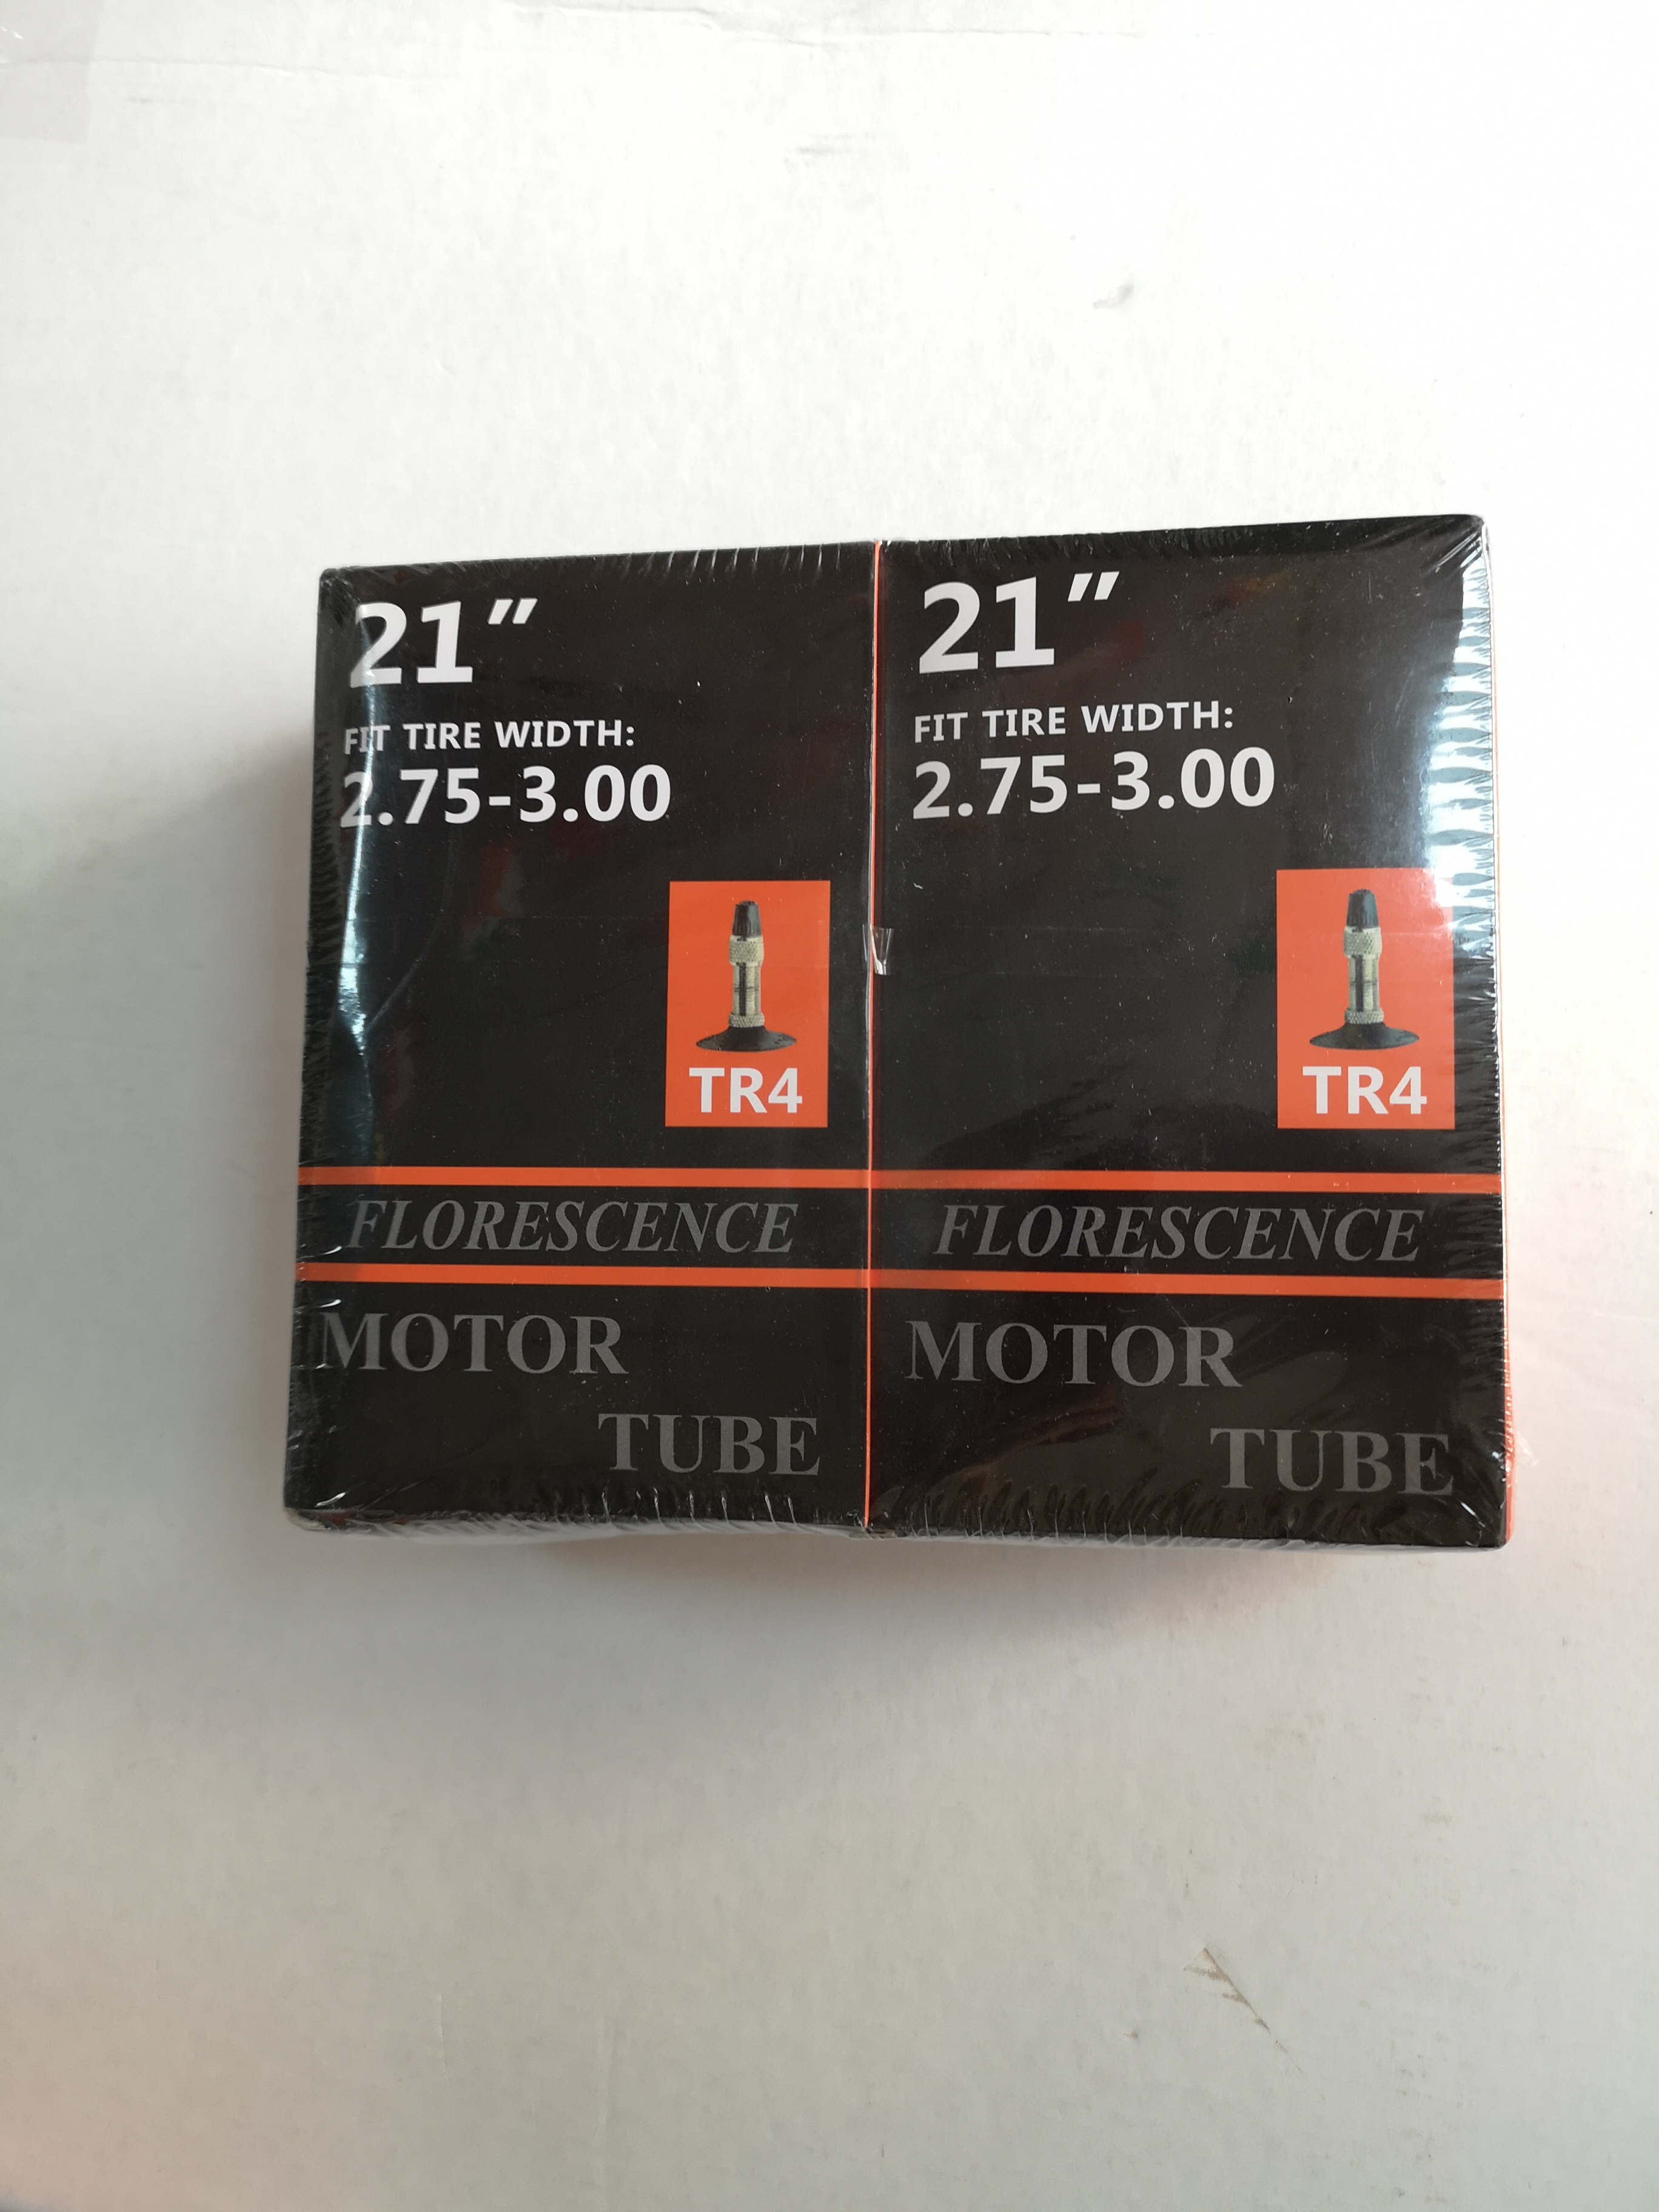 21″
FIT TIRE WIDTH:
2.75-3.00
TR4
FLORESCENCE
MOTOR
TUBE
21″
FIT TIRE WIDTH:
2.75-3.00
TR4
FLORESCENCE
MOTOR
TUBE